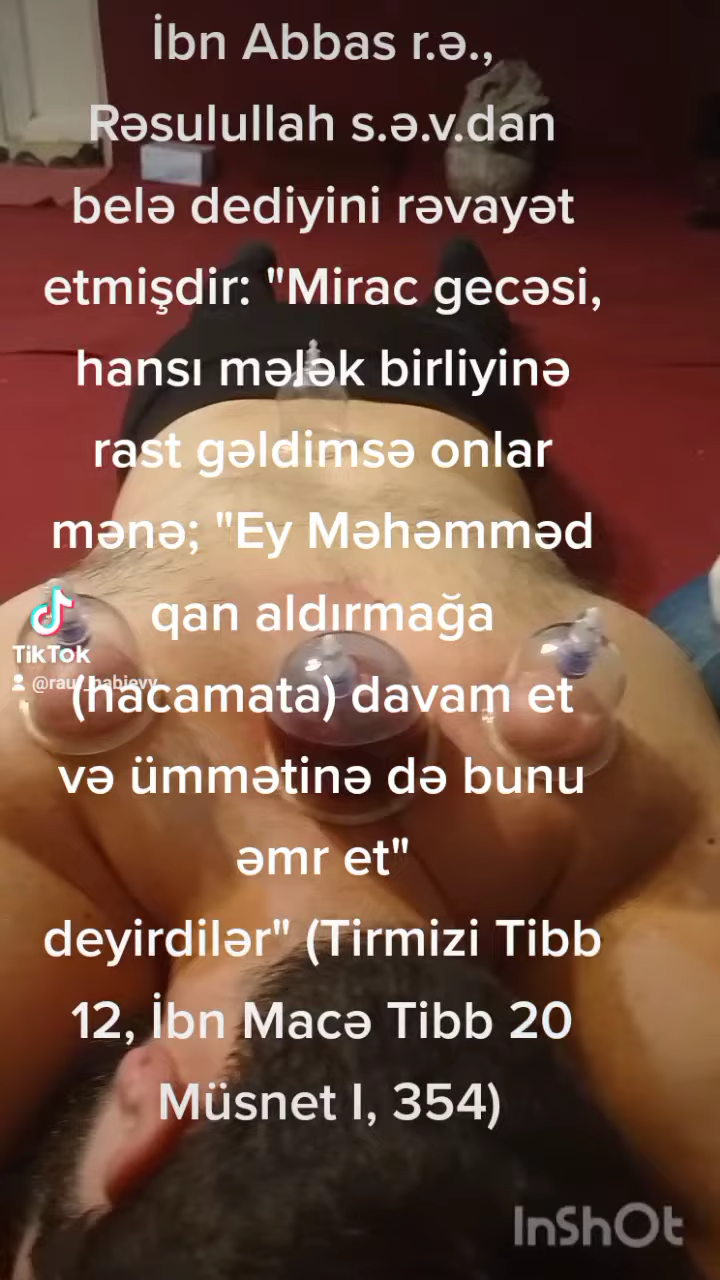 İbn Abbas r.ə.,
Rəsulullah s.ə.v.dan
belə dediyini rəvayət
etmişdir: "Mirac gecəsi,
hansı mələk birliyinə
rast gəldimsə onlar
mənə; "Ey Məhəmməd
qan aldırmağa
(hacamata) davam et
və ümmətinə də bunu
əmr et"
deyirdilər" (Tirmizi Tibb
12, İbn Macə Tibb 20
Müsnet I, 354)
TikTok
InShOt